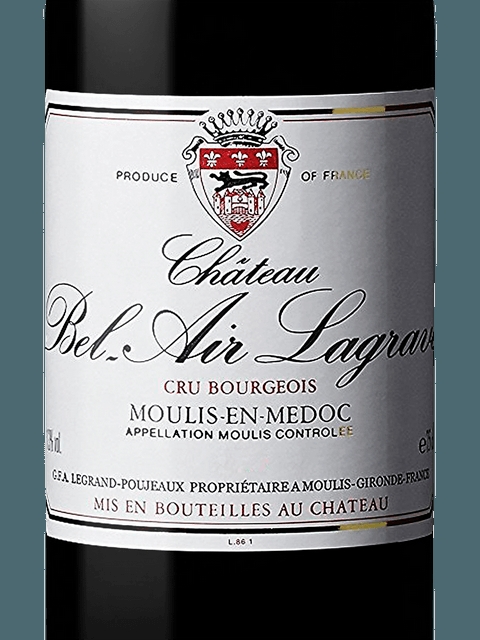 PRODUCE OF FRANCE
Château
Bel-Air Lagrave
CRU BOURGEOIS
MOULIS-EN-MEDOC
APPELLATION MOULIS CONTROLEE
G.F.A. LEGRAND-POUJEAUX PROPRIÉTAIRE A MOULIS-GIRONDE-FRANCE
MIS EN BOUTEILLES AU CHATEAU
L.86 1